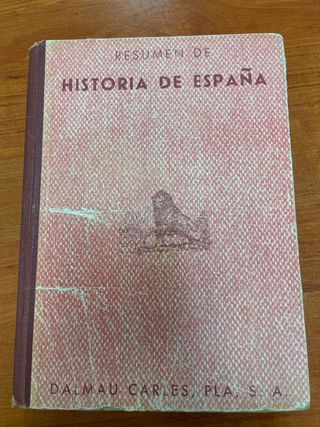 RESUMEN DE
HISTORIA DE ESPAÑA
DALMAU CARLES, PLA, S. A.